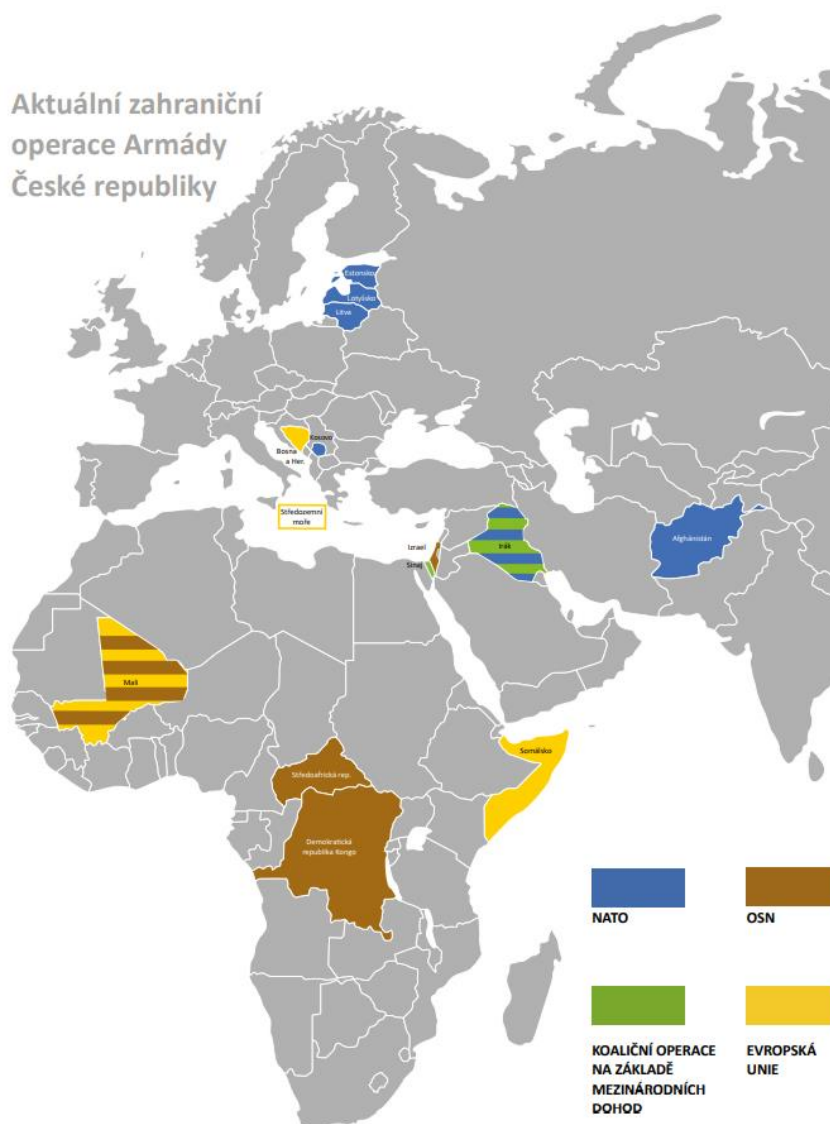 Aktuální zahraniční
operace Armády
České republiky
Estonsko
Lotyšsko
Litva
Kosovo
Bosna
a Her.
Středozemní
moře
Izrael
Sinaj
Irák
Afghánistán
Mali
Somálsko
Středoafrická rep.
Demokratická
republika Kongo
NATO
OSN
KOALIČNÍ OPERACE
NA ZÁKLADĚ
MEZINÁRODNÍCH
DOHOD
EVROPSKÁ
UNIE